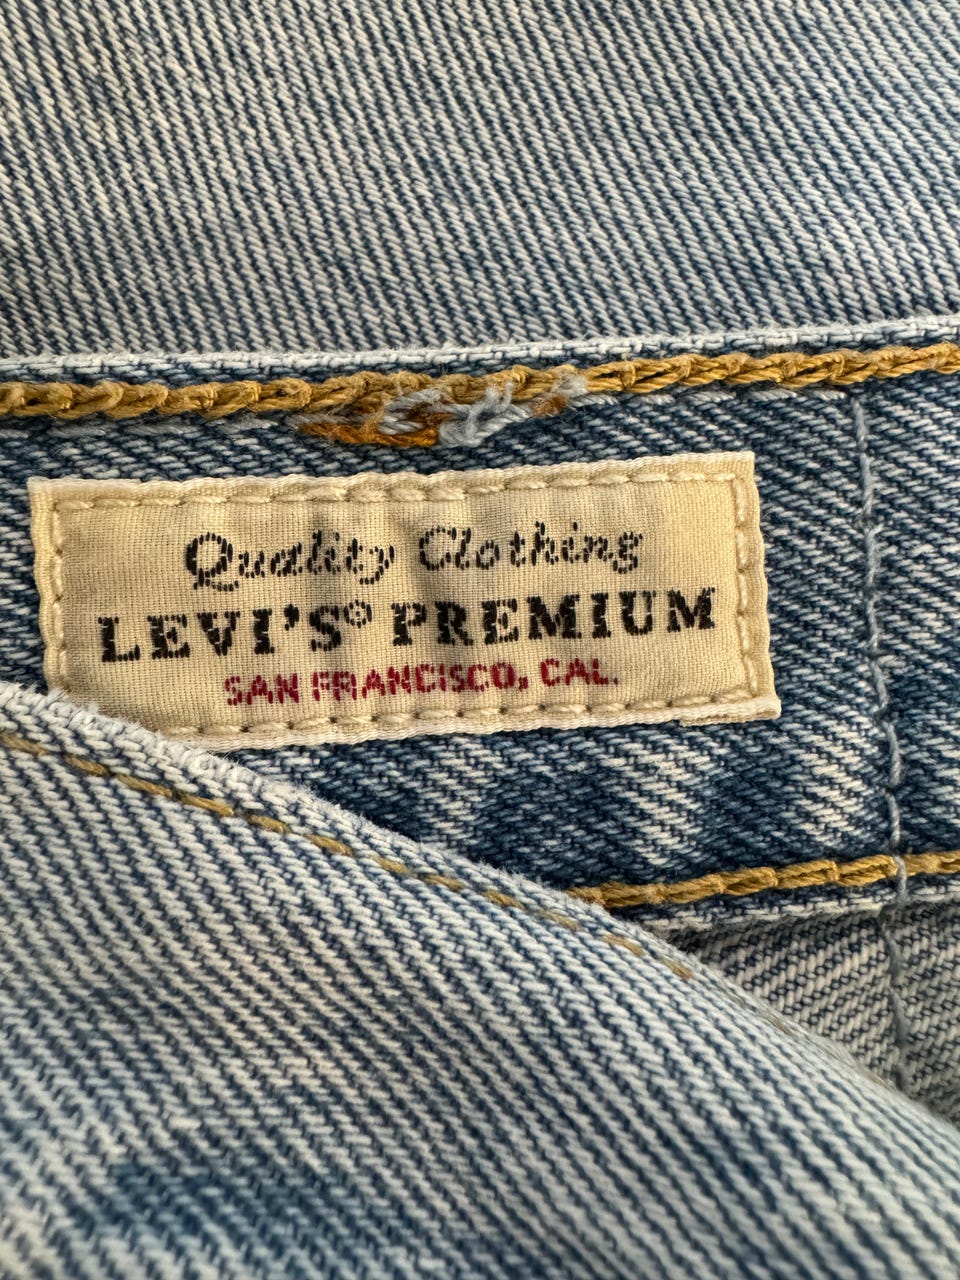 Quality Clothing
LEVI'S® PREMIUM
SAN FRANCISCO, CAL.